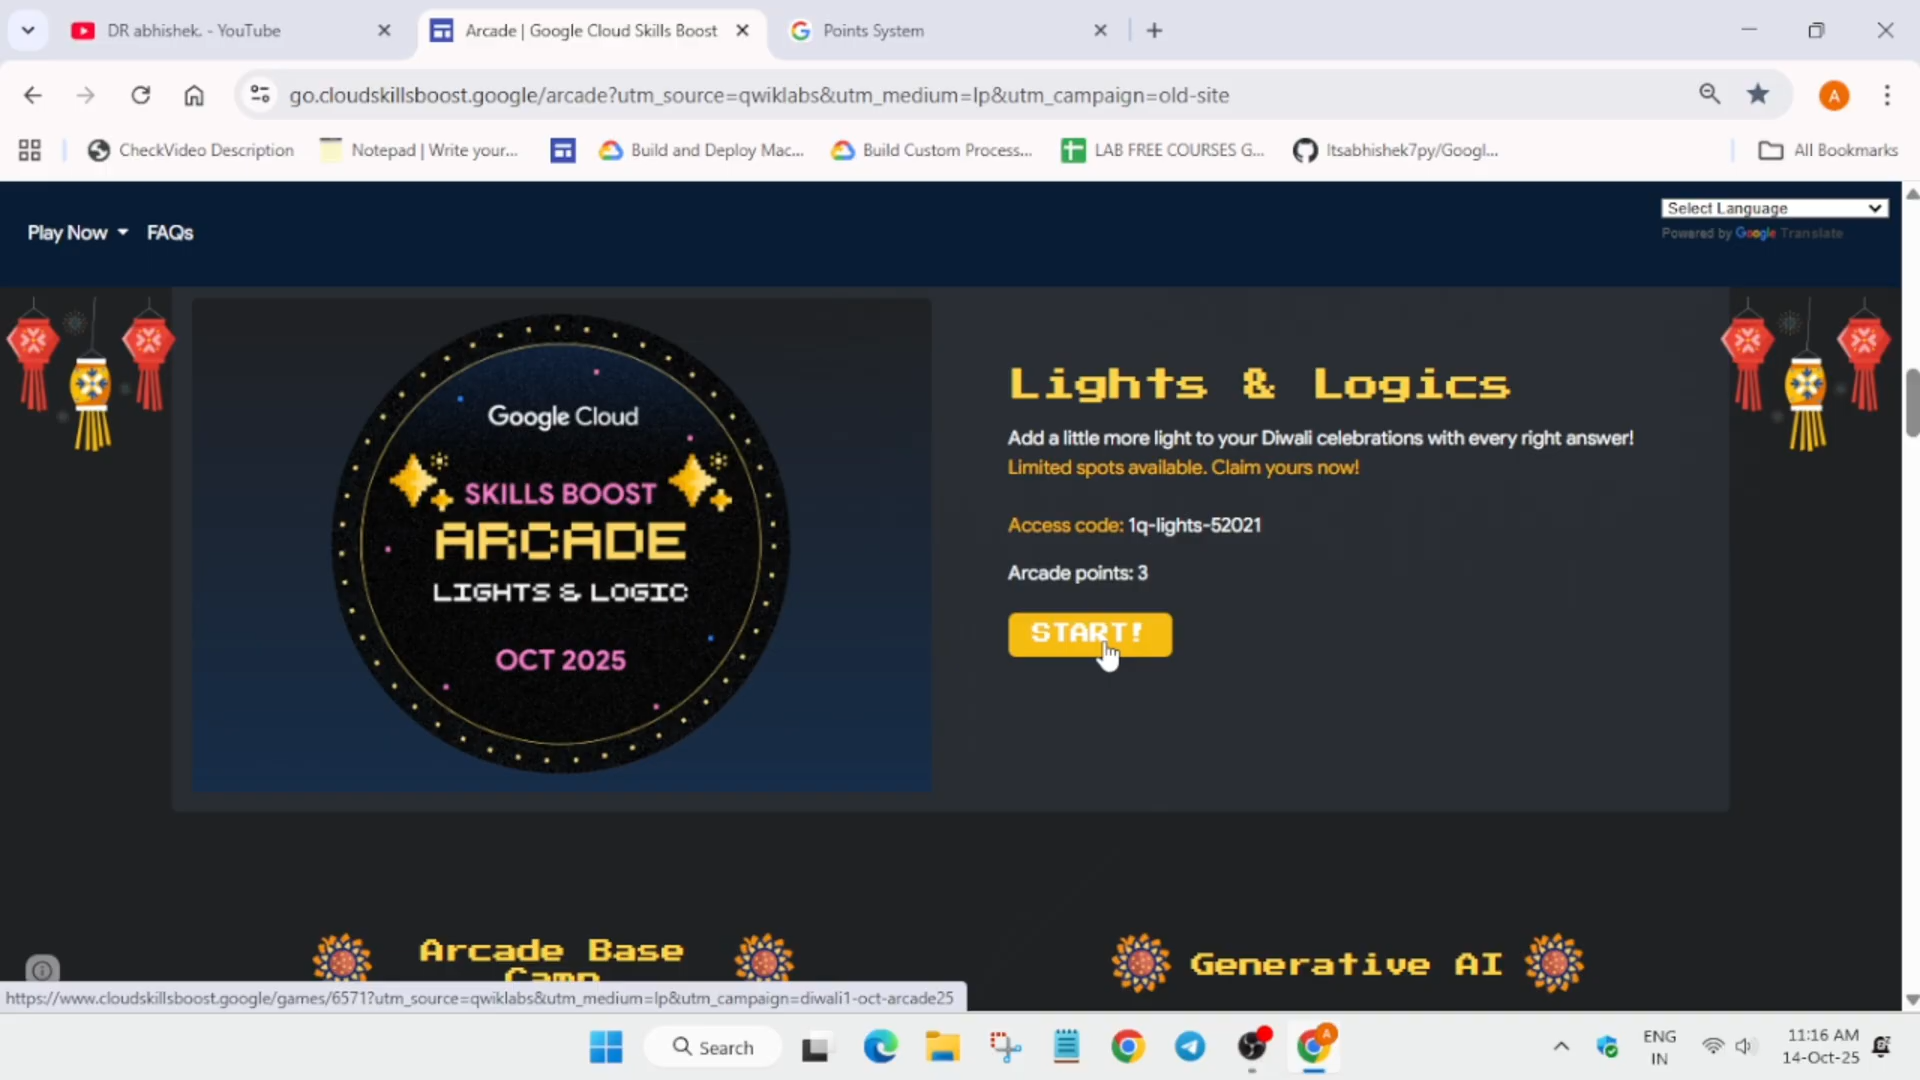 DR abhishek. - YouTube
Arcade | Google Cloud Skills Boost
Points System
go.cloudskillsboost.google/arcade?utm_source=qwiklabs&utm_medium=lp&utm_campaign=old-site
A
CheckVideo Description
Notepad | Write your...
Build and Deploy Mac...
Build Custom Process...
LAB FREE COURSES G...
Itsabhishek7py/Googl...
All Bookmarks
Play Now
FAQs
Select Language
Powered by Google Translate
Google Cloud
SKILLS BOOST
ARCADE
LIGHTS & LOGIC
OCT 2025
Lights & Logics
Add a little more light to your Diwali celebrations with every right answer!
Limited spots available. Claim yours now!
Access code: 1q-lights-52021
Arcade points: 3
START!
Arcade Base
Camp
Generative AI
https://www.cloudskillsboost.google/games/6571?utm_source=qwiklabs&utm_medium=lp&utm_campaign=diwali1-oct-arcade25
Search
A
ENG
IN
11:16 AM
14-Oct-25